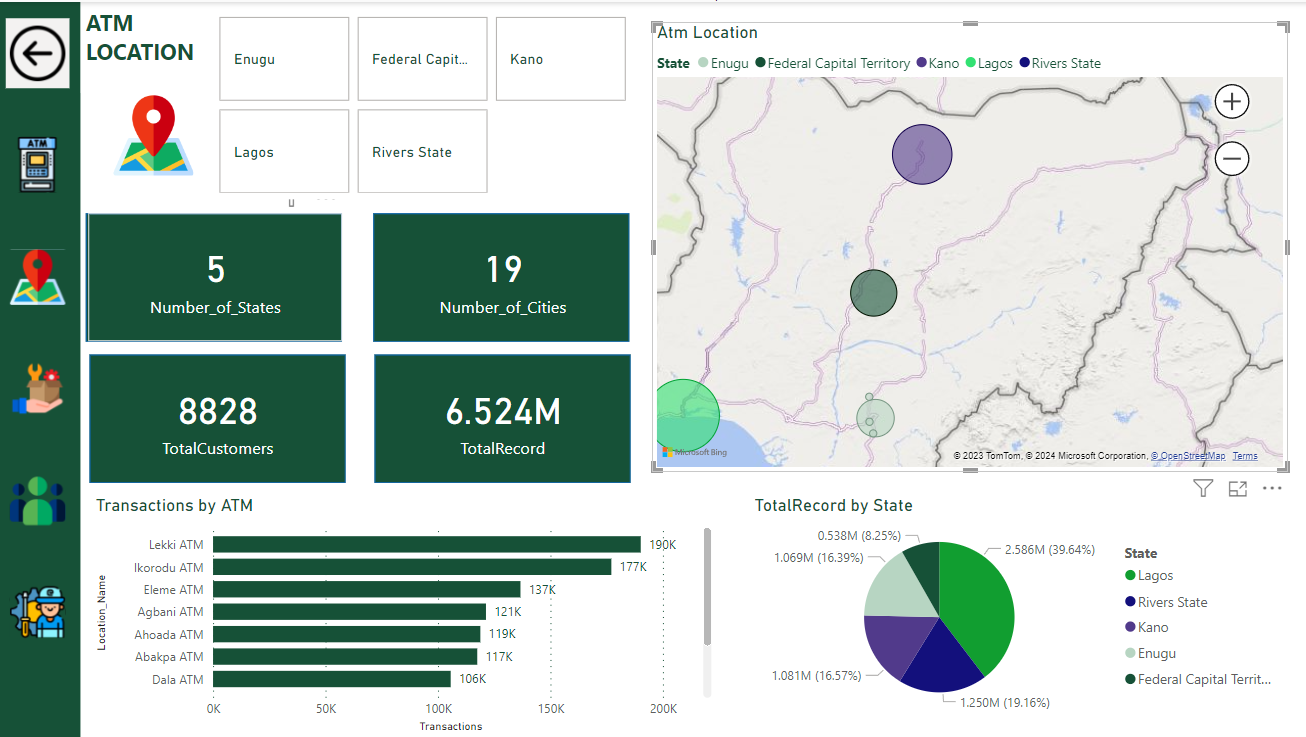 ATM
LOCATION
Enugu
Federal Capit...
Kano
Lagos
Rivers State
ATM
5
Number_of_States
19
Number_of_Cities
8828
TotalCustomers
6.524M
TotalRecord
Atm Location
State Enugu Federal Capital Territory Kano Lagos Rivers State
Microsoft Bing
© 2023 TomTom, © 2024 Microsoft Corporation, © OpenStreetMap Terms
Transactions by ATM
Location_Name
Lekki ATM 190K
Ikorodu ATM 177K
Eleme ATM 137K
Agbani ATM 121K
Ahoada ATM 119K
Abakpa ATM 117K
Dala ATM 106K
0K 50K 100K 150K 200K
Transactions
TotalRecord by State
0.538M (8.25%)
1.069M (16.39%)
2.586M (39.64%)
1.081M (16.57%)
1.250M (19.16%)
State
Lagos
Rivers State
Kano
Enugu
Federal Capital Territ...